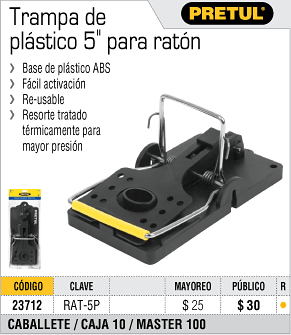 Trampa de
plástico 5" para ratón
PRETUL®
Base de plástico ABS
Fácil activación
Re-usable
Resorte tratado
térmicamente para
mayor presión
PRETUL
CÓDIGO CLAVE MAYOREO PÚBLICO R
23712 RAT-5P $ 25 $ 30
CABALLETE / CAJA 10 / MASTER 100